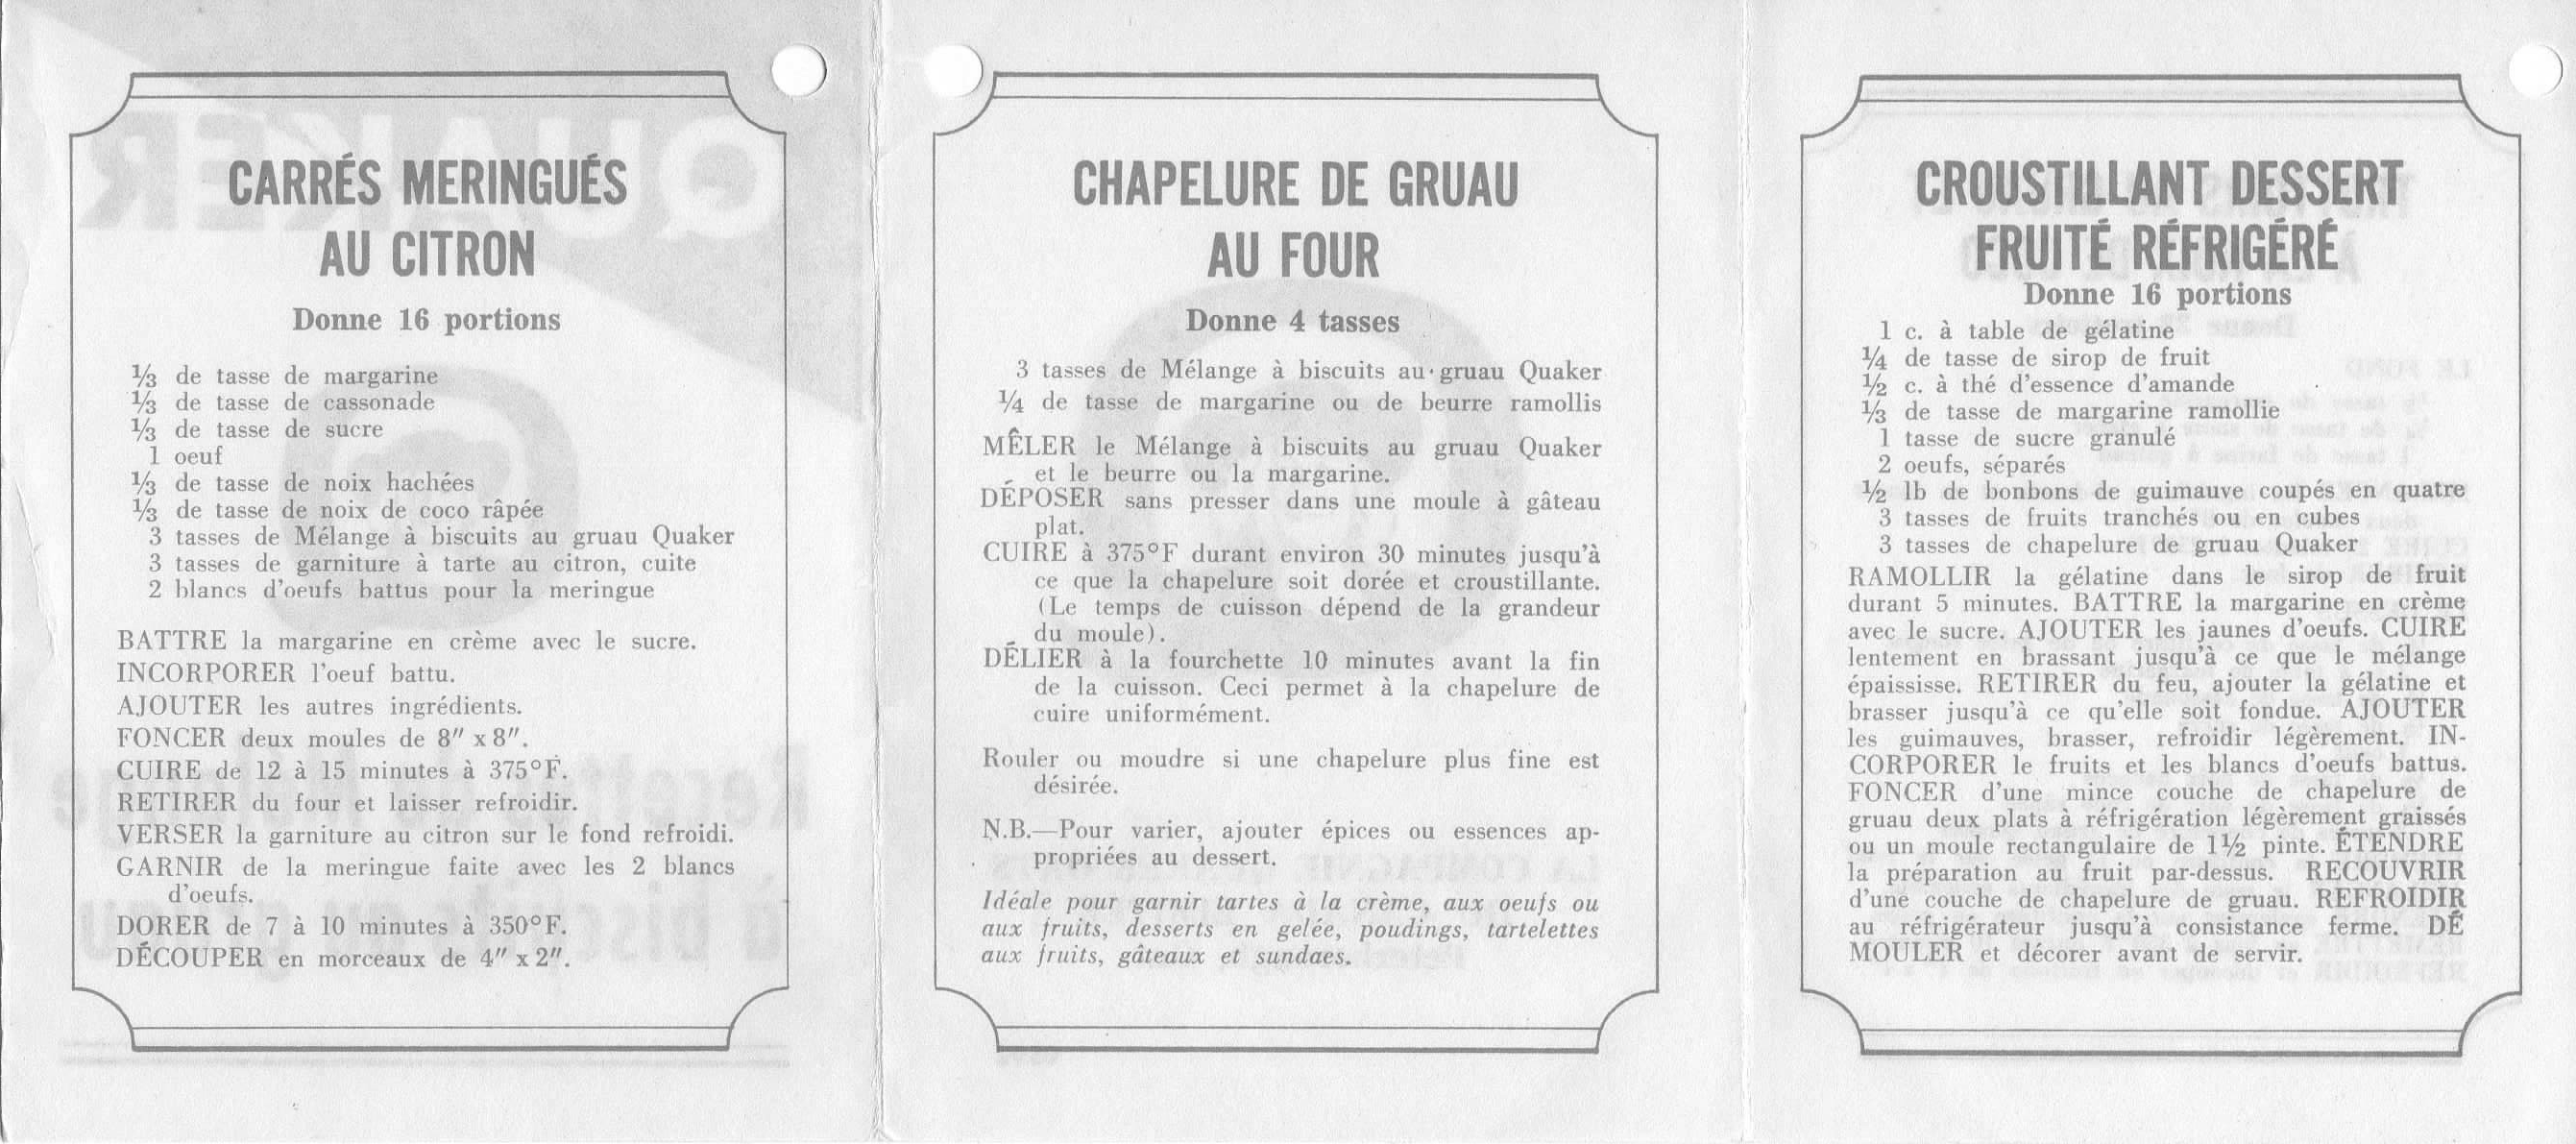 CARRÉS MERINGUÉS
AU CITRON
Donne 16 portions
⅓ de tasse de margarine
⅓ de tasse de cassonade
⅓ de tasse de sucre
1 oeuf
⅓ de tasse de noix hachées
⅓ de tasse de noix de coco râpée
3 tasses de Mélange à biscuits au gruau Quaker
3 tasses de garniture à tarte au citron, cuite
2 blancs d'oeufs battus pour la meringue
BATTRE la margarine en crème avec le sucre.
INCORPORER l'oeuf battu.
AJOUTER les autres ingrédients.
FONCER deux moules de 8″ x 8″.
CUIRE de 12 à 15 minutes à 375°F.
RETIRER du four et laisser refroidir.
VERSER la garniture au citron sur le fond refroidi.
GARNIR de la meringue faite avec les 2 blancs
d'oeufs.
DORER de 7 à 10 minutes à 350°F.
DÉCOUPER en morceaux de 4″ x 2″.
CHAPELURE DE GRUAU
AU FOUR
Donne 4 tasses
3 tasses de Mélange à biscuits au gruau Quaker
¼ de tasse de margarine ou de beurre ramollis
MÊLER le Mélange à biscuits au gruau Quaker
et le beurre ou la margarine.
DÉPOSER sans presser dans une moule à gâteau
plat.
CUIRE à 375°F durant environ 30 minutes jusqu'à
ce que la chapelure soit dorée et croustillante.
(Le temps de cuisson dépend de la grandeur
du moule).
DÉLIER à la fourchette 10 minutes avant la fin
de la cuisson. Ceci permet à la chapelure de
cuire uniformément.
Rouler ou moudre si une chapelure plus fine est
désirée.
N.B.—Pour varier, ajouter épices ou essences ap-
propriées au dessert.
Idéale pour garnir tartes à la crème, aux oeufs ou
aux fruits, desserts en gelée, poudings, tartelettes
aux fruits, gâteaux et sundaes.
CROUSTILLANT DESSERT
FRUITÉ RÉFRIGÉRÉ
Donne 16 portions
1 c. à table de gélatine
¼ de tasse de sirop de fruit
½ c. à thé d'essence d'amande
⅓ de tasse de margarine ramollie
1 tasse de sucre granulé
2 oeufs, séparés
½ lb de bonbons de guimauve coupés en quatre
3 tasses de fruits tranchés ou en cubes
3 tasses de chapelure de gruau Quaker
RAMOLLIR la gélatine dans le sirop de fruit
durant 5 minutes. BATTRE la margarine en crème
avec le sucre. AJOUTER les jaunes d'oeufs. CUIRE
lentement en brassant jusqu'à ce que le mélange
épaississe. RETIRER du feu, ajouter la gélatine et
brasser jusqu'à ce qu'elle soit fondue. AJOUTER
les guimauves, brasser, refroidir légèrement. IN-
CORPORER le fruits et les blancs d'oeufs battus.
FONCER d'une mince couche de chapelure de
gruau deux plats à réfrigération légèrement graissés
ou un moule rectangulaire de 1½ pinte. ÉTENDRE
la préparation au fruit par-dessus. RECOUVRIR
d'une couche de chapelure de gruau. REFROIDIR
au réfrigérateur jusqu'à consistance ferme. DÉ
MOULER et décorer avant de servir.